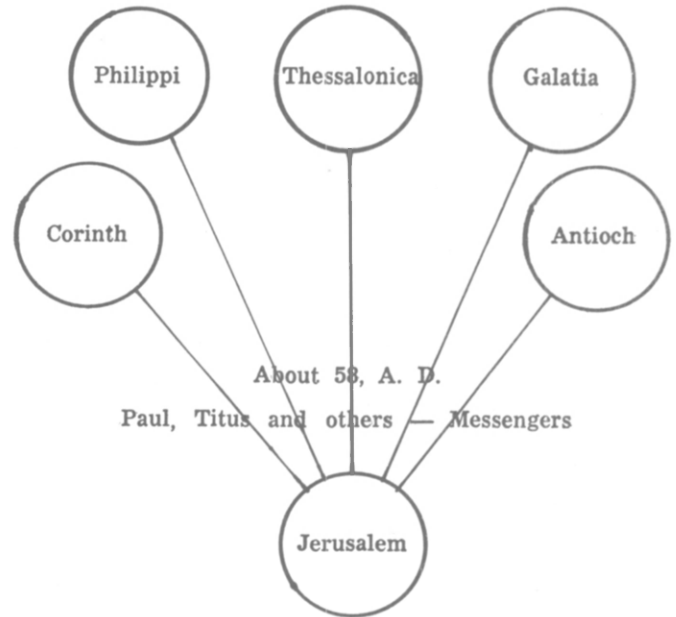 Philippi Thessalonica Galatia
Corinth Antioch
About 58, A. D.
Paul, Titus and others — Messengers
Jerusalem